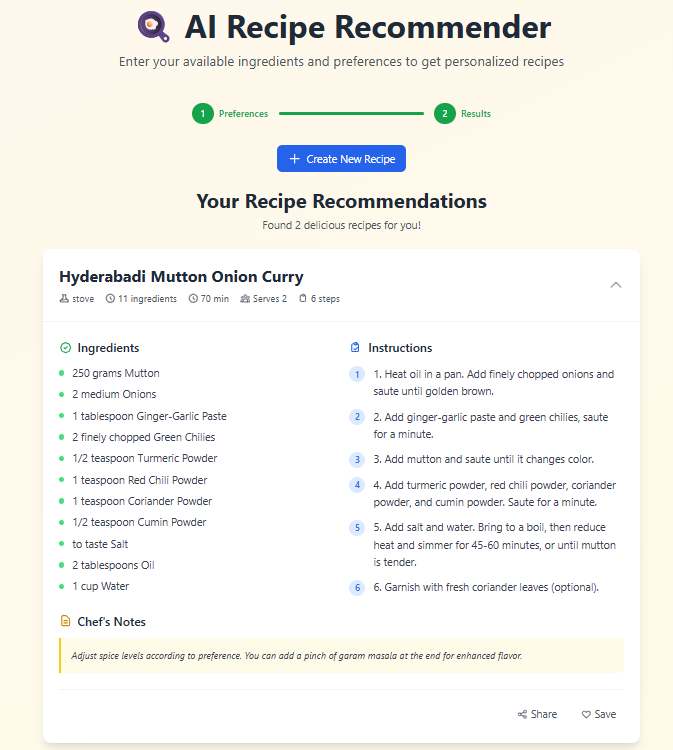 AI Recipe Recommender
Enter your available ingredients and preferences to get personalized recipes
1 Preferences 2 Results
+ Create New Recipe
Your Recipe Recommendations
Found 2 delicious recipes for you!
Hyderabadi Mutton Onion Curry
stove 11 ingredients 70 min Serves 2 6 steps
Ingredients
250 grams Mutton
2 medium Onions
1 tablespoon Ginger-Garlic Paste
2 finely chopped Green Chilies
1/2 teaspoon Turmeric Powder
1 teaspoon Red Chili Powder
1 teaspoon Coriander Powder
1/2 teaspoon Cumin Powder
to taste Salt
2 tablespoons Oil
1 cup Water
Instructions
1 1. Heat oil in a pan. Add finely chopped onions and
saute until golden brown.
2 2. Add ginger-garlic paste and green chilies, saute
for a minute.
3 3. Add mutton and saute until it changes color.
4 4. Add turmeric powder, red chili powder, coriander
powder, and cumin powder. Saute for a minute.
5 5. Add salt and water. Bring to a boil, then reduce
heat and simmer for 45-60 minutes, or until mutton
is tender.
6 6. Garnish with fresh coriander leaves (optional).
Chef's Notes
Adjust spice levels according to preference. You can add a pinch of garam masala at the end for enhanced flavor.
Share Save